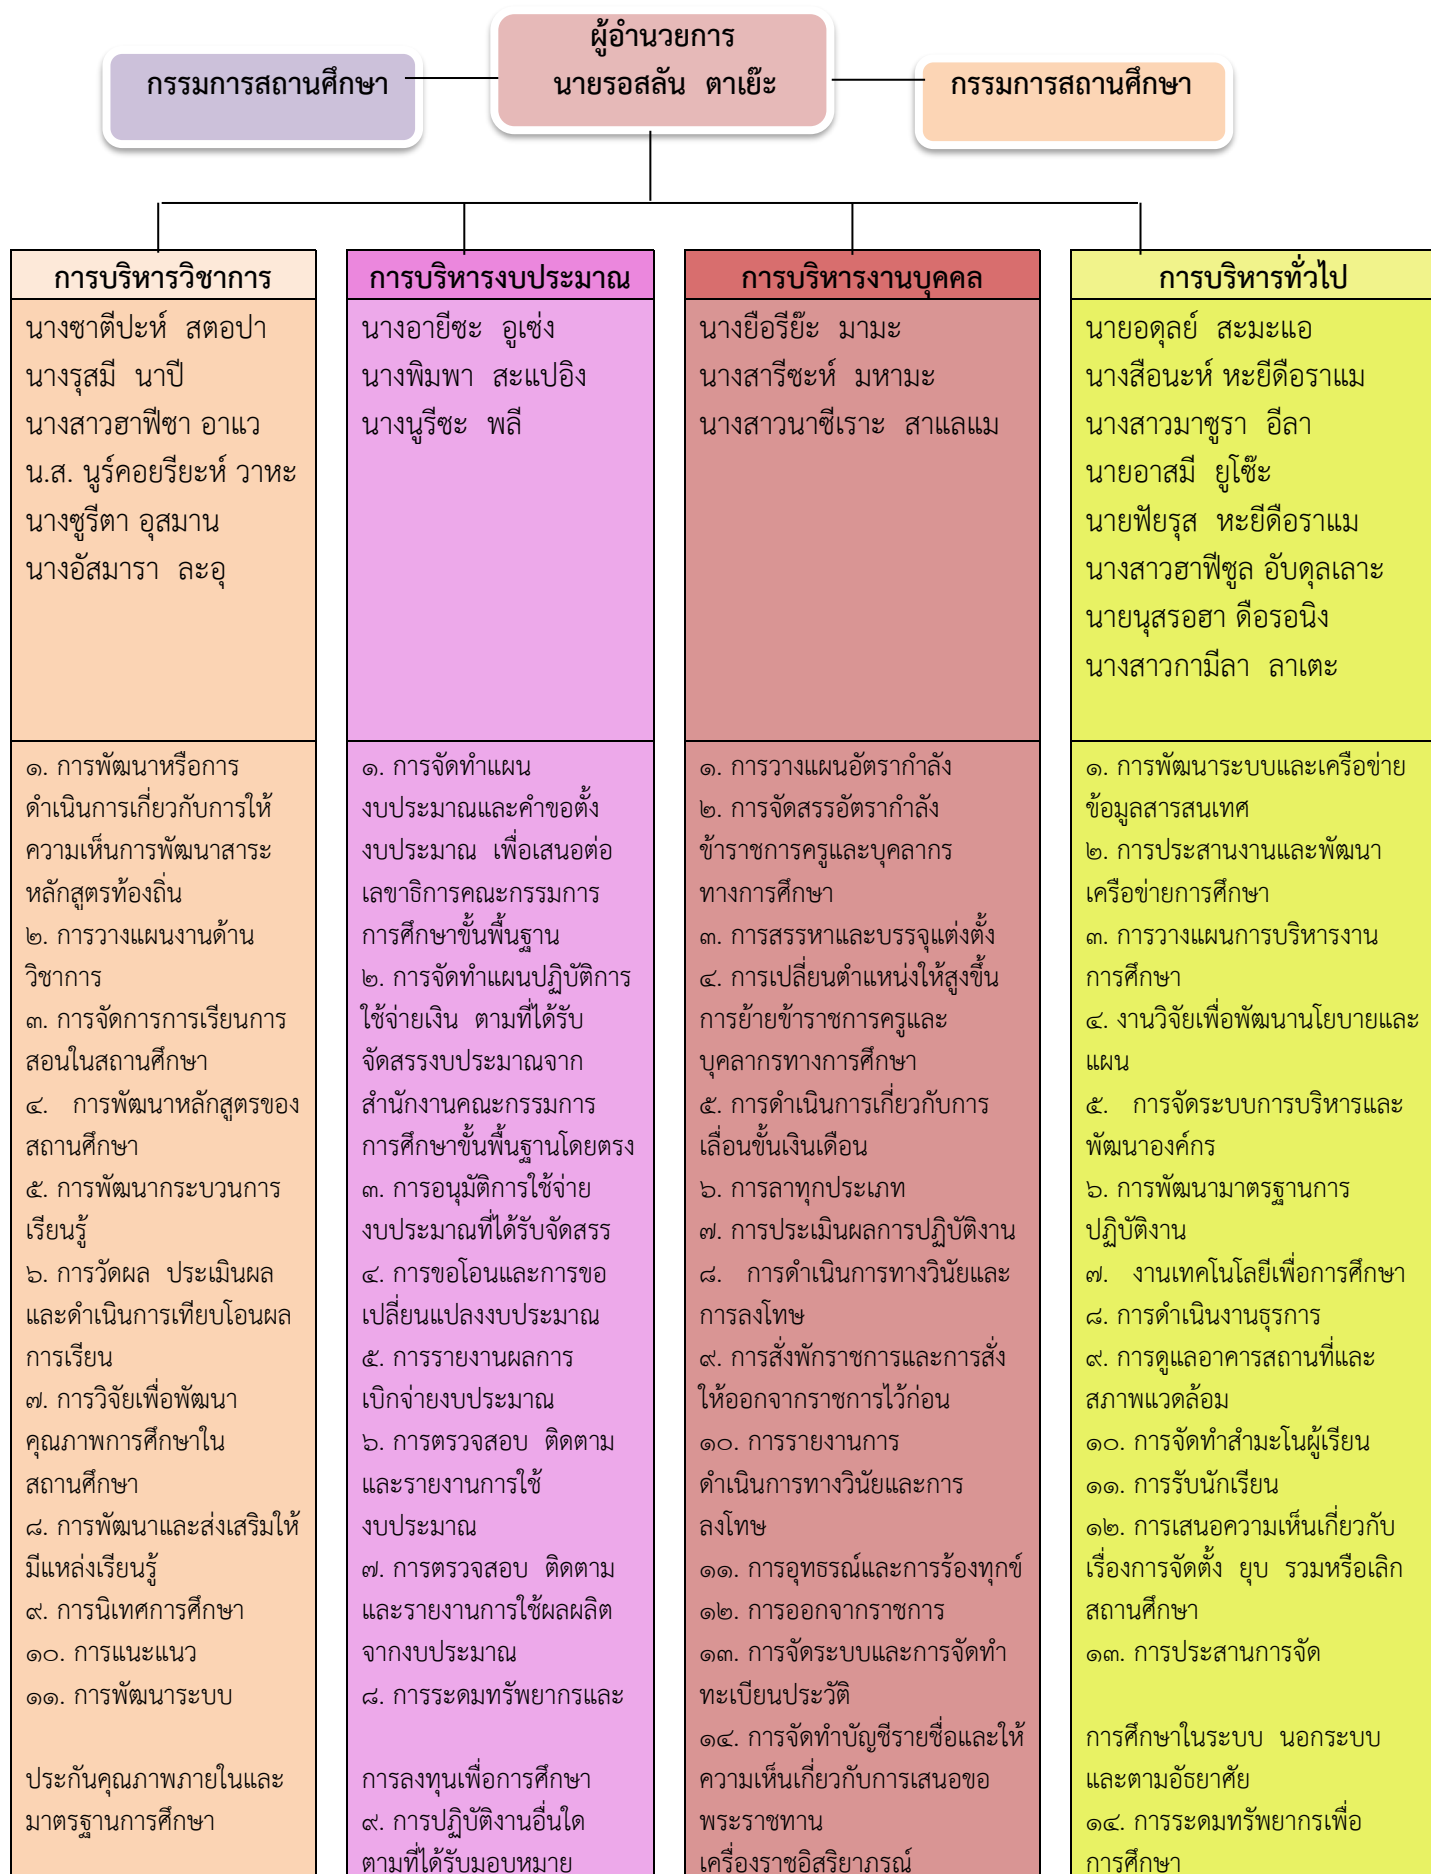 ผู้อำนวยการ
นายรอสลัน  ตาเย๊ะ
กรรมการสถานศึกษา
กรรมการสถานศึกษา
การบริหารวิชาการ
นางซาตีปะห์  สตอปา
นางรุสมี  นาปี
นางสาวฮาฟีซา อาแว
น.ส. นูร์คอยรียะห์ วาหะ
นางซูรีตา อุสมาน
นางอัสมารา  ละอุ
๑. การพัฒนาหรือการ
ดำเนินการเกี่ยวกับการให้
ความเห็นการพัฒนาสาระ
หลักสูตรท้องถิ่น
๒. การวางแผนงานด้าน
วิชาการ
๓. การจัดการการเรียนการ
สอนในสถานศึกษา
๔.   การพัฒนาหลักสูตรของ
สถานศึกษา
๕. การพัฒนากระบวนการ
เรียนรู้
๖. การวัดผล  ประเมินผล
และดำเนินการเทียบโอนผล
การเรียน
๗. การวิจัยเพื่อพัฒนา
คุณภาพการศึกษาใน
สถานศึกษา
๘. การพัฒนาและส่งเสริมให้
มีแหล่งเรียนรู้
๙. การนิเทศการศึกษา
๑๐. การแนะแนว
๑๑. การพัฒนาระบบ
ประกันคุณภาพภายในและ
มาตรฐานการศึกษา
การบริหารงบประมาณ
นางอายีซะ  อูเซ่ง
นางพิมพา  สะแปอิง
นางนูรีซะ  พลี
๑. การจัดทำแผน
งบประมาณและคำขอตั้ง
งบประมาณ  เพื่อเสนอต่อ
เลขาธิการคณะกรรมการ
การศึกษาขั้นพื้นฐาน
๒. การจัดทำแผนปฏิบัติการ
ใช้จ่ายเงิน  ตามที่ได้รับ
จัดสรรงบประมาณจาก
สำนักงานคณะกรรมการ
การศึกษาขั้นพื้นฐานโดยตรง
๓. การอนุมัติการใช้จ่าย
งบประมาณที่ได้รับจัดสรร
๔. การขอโอนและการขอ
เปลี่ยนแปลงงบประมาณ
๕. การรายงานผลการ
เบิกจ่ายงบประมาณ
๖. การตรวจสอบ  ติดตาม
และรายงานการใช้
งบประมาณ
๗. การตรวจสอบ  ติดตาม
และรายงานการใช้ผลผลิต
จากงบประมาณ
๘. การระดมทรัพยากรและ
การลงทุนเพื่อการศึกษา
๙. การปฏิบัติงานอื่นใด
ตามที่ได้รับมอบหมาย
การบริหารงานบุคคล
นางยือรีย๊ะ  มามะ
นางสารีซะห์  มหามะ
นางสาวนาซีเราะ  สาแลแม
๑. การวางแผนอัตรากำลัง
๒. การจัดสรรอัตรากำลัง
ข้าราชการครูและบุคลากร
ทางการศึกษา
๓. การสรรหาและบรรจุแต่งตั้ง
๔. การเปลี่ยนตำแหน่งให้สูงขึ้น
การย้ายข้าราชการครูและ
บุคลากรทางการศึกษา
๕. การดำเนินการเกี่ยวกับการ
เลื่อนขั้นเงินเดือน
๖. การลาทุกประเภท
๗. การประเมินผลการปฏิบัติงาน
๘.   การดำเนินการทางวินัยและ
การลงโทษ
๙. การสั่งพักราชการและการสั่ง
ให้ออกจากราชการไว้ก่อน
๑๐. การรายงานการ
ดำเนินการทางวินัยและการ
ลงโทษ
๑๑. การอุทธรณ์และการร้องทุกข์
๑๒. การออกจากราชการ
๑๓. การจัดระบบและการจัดทำ
ทะเบียนประวัติ
๑๔. การจัดทำบัญชีรายชื่อและให้
ความเห็นเกี่ยวกับการเสนอขอ
พระราชทาน
เครื่องราชอิสริยาภรณ์
การบริหารทั่วไป
นายอดุลย์  สะมะแอ
นางสือนะห์ หะยีดือราแม
นางสาวมาซูรา  อีลา
นายอาสมี  ยูโซ๊ะ
นายฟัยรุส  หะยีดือราแม
นางสาวฮาฟีซูล อับดุลเลาะ
นายนุสรอฮา ดือรอนิง
นางสาวกามีลา  ลาเตะ
๑. การพัฒนาระบบและเครือข่าย
ข้อมูลสารสนเทศ
๒. การประสานงานและพัฒนา
เครือข่ายการศึกษา
๓. การวางแผนการบริหารงาน
การศึกษา
๔. งานวิจัยเพื่อพัฒนานโยบายและ
แผน
๕.   การจัดระบบการบริหารและ
พัฒนาองค์กร
๖. การพัฒนามาตรฐานการ
ปฏิบัติงาน
๗.   งานเทคโนโลยีเพื่อการศึกษา
๘. การดำเนินงานธุรการ
๙. การดูแลอาคารสถานที่และ
สภาพแวดล้อม
๑๐. การจัดทำสำมะโนผู้เรียน
๑๑. การรับนักเรียน
๑๒. การเสนอความเห็นเกี่ยวกับ
เรื่องการจัดตั้ง  ยุบ  รวมหรือเลิก
สถานศึกษา
๑๓. การประสานการจัด
การศึกษาในระบบ  นอกระบบ
และตามอัธยาศัย
๑๔. การระดมทรัพยากรเพื่อ
การศึกษา